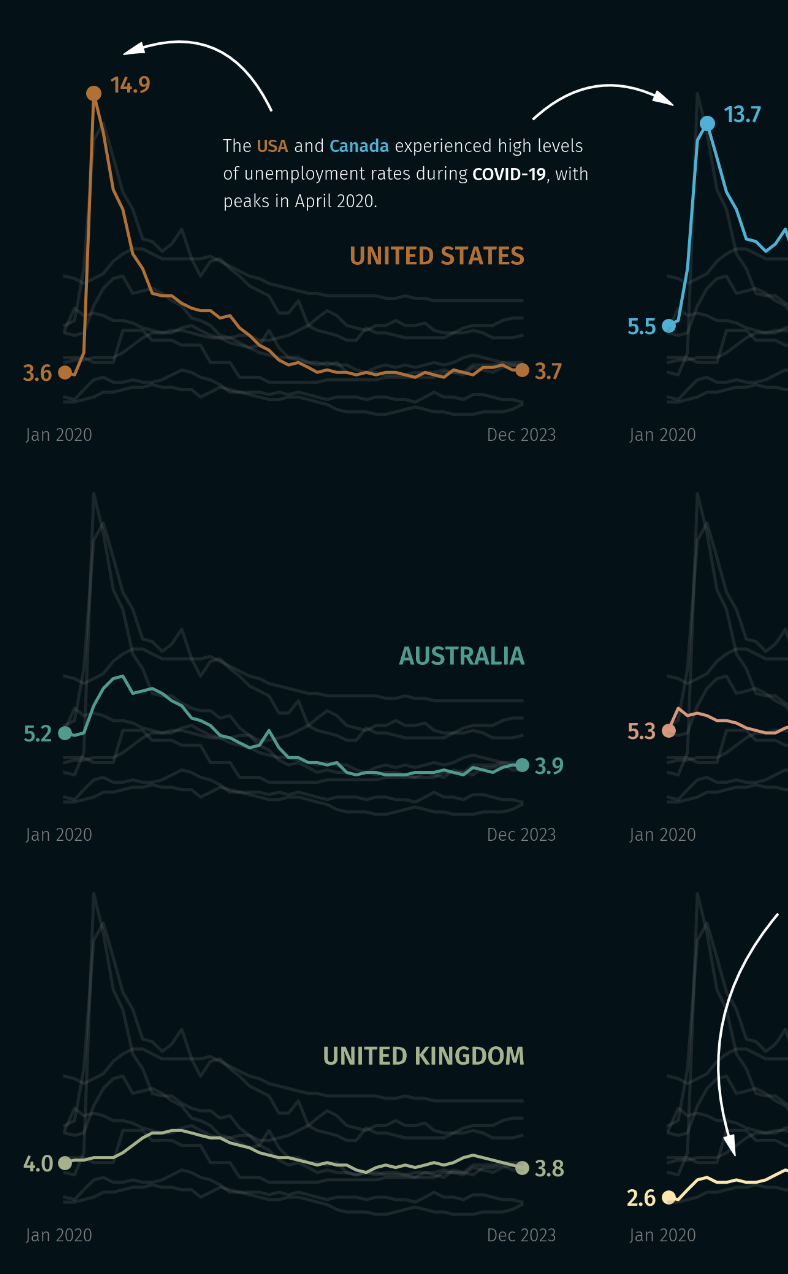 14.9
13.7
The USA and Canada experienced high levels
of unemployment rates during COVID-19, with
peaks in April 2020.
UNITED STATES
5.5
3.6
3.7
Jan 2020
Dec 2023
Jan 2020
AUSTRALIA
5.2
5.3
3.9
Jan 2020
Dec 2023
Jan 2020
UNITED KINGDOM
4.0
3.8
2.6
Jan 2020
Dec 2023
Jan 2020